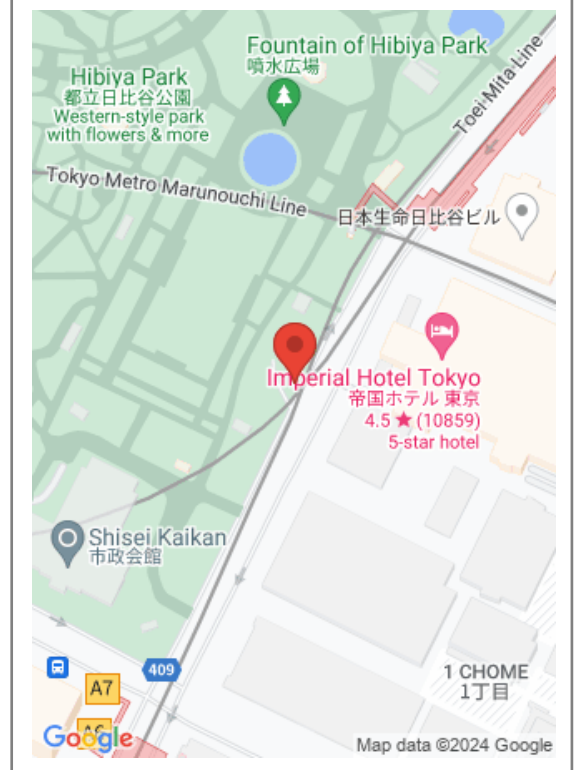 Fountain of Hibiya Park
噴水広場
Hibiya Park
都立日比谷公園
Western-style park
with flowers & more
Toei Mita Line
Tokyo Metro Marunouchi Line
日本生命日比谷ビル
Imperial Hotel Tokyo
帝国ホテル 東京
4.5 ★ (10859)
5-star hotel
Shisei Kaikan
市政会館
409
A7
1 CHOME
1丁目
Google
Map data ©2024 Google